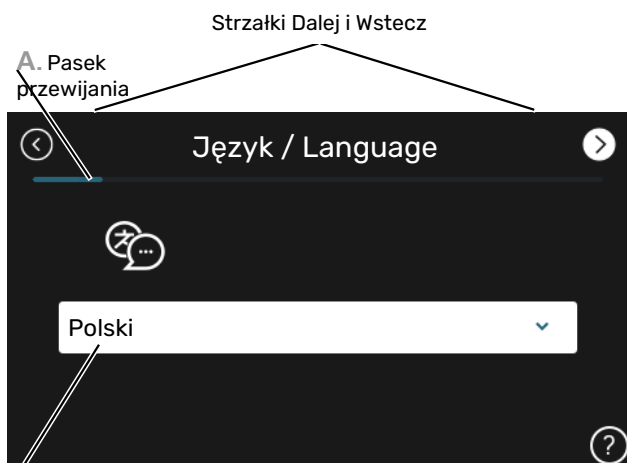 Strzałki Dalej i Wstecz
A. Pasek
przewijania
Język / Language
Polski
?